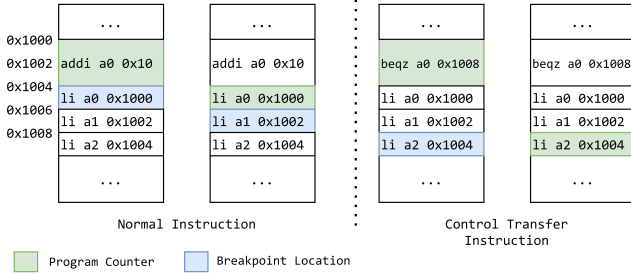 ... ... ... ...
0x1000
0x1002 addi a0 0x10 addi a0 0x10 beqz a0 0x1008 beqz a0 0x1008
0x1004
li a0 0x1000 li a0 0x1000 li a0 0x1000 li a0 0x1000
0x1006
li a1 0x1002 li a1 0x1002 li a1 0x1002 li a1 0x1002
0x1008
li a2 0x1004 li a2 0x1004 li a2 0x1004 li a2 0x1004
... ... ... ...
Normal Instruction
Control Transfer
Instruction
Program Counter
Breakpoint Location